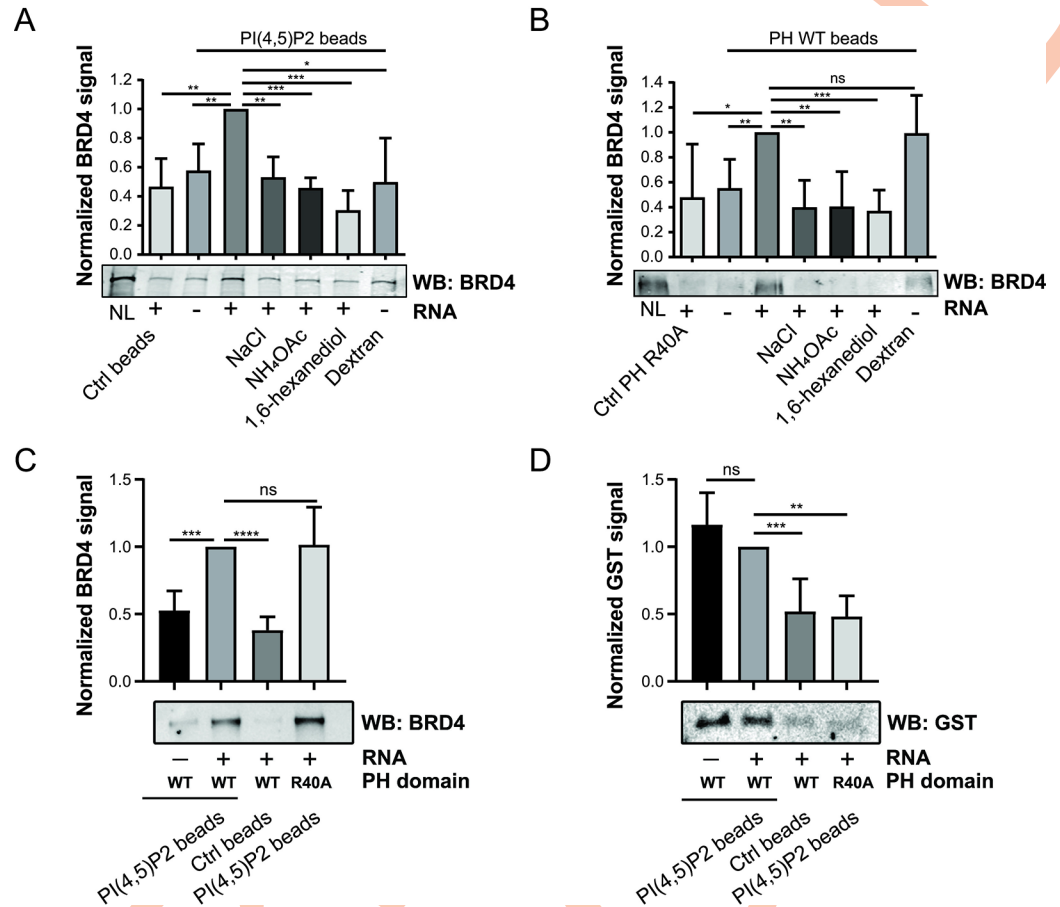 A
PI(4,5)P2 beads
*
***
** ***
** **
Normalized BRD4 signal
1.2
1.0
0.8
0.6
0.4
0.2
0.0
WB: BRD4
NL + - + + + + - RNA
Ctrl beads
NaCl
NH₄OAc
1,6-hexanediol
Dextran
B
PH WT beads
ns
***
* **
** **
Normalized BRD4 signal
1.4
1.2
1.0
0.8
0.6
0.4
0.2
0.0
WB: BRD4
NL + - + + + + - RNA
Ctrl PH R40A
NaCl
NH₄OAc
1,6-hexanediol
Dextran
C
ns
*** ****
Normalized BRD4 signal
1.5
1.0
0.5
0.0
WB: BRD4
– + + + RNA
WT WT WT R40A PH domain
PI(4,5)P2 beads
Ctrl beads
PI(4,5)P2 beads
D
ns
**
***
Normalized GST signal
1.5
1.0
0.5
0.0
WB: GST
– + + + RNA
WT WT WT R40A PH domain
PI(4,5)P2 beads
Ctrl beads
PI(4,5)P2 beads